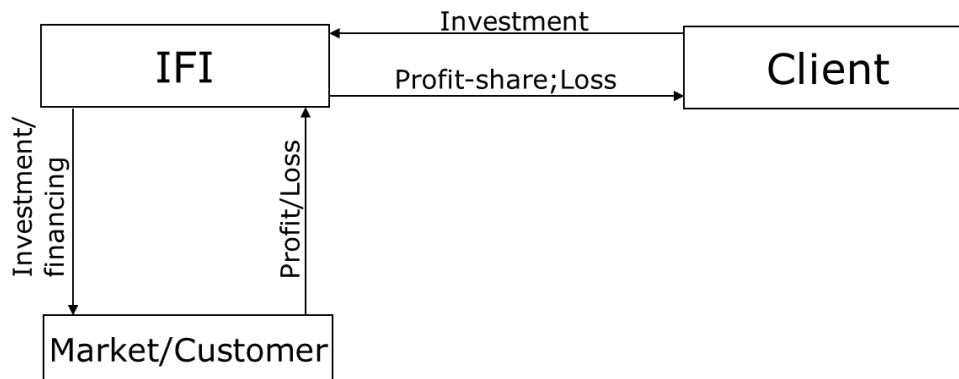 Investment
IFI
Client
Profit-share;Loss
Investment/
financing
Profit/Loss
Market/Customer